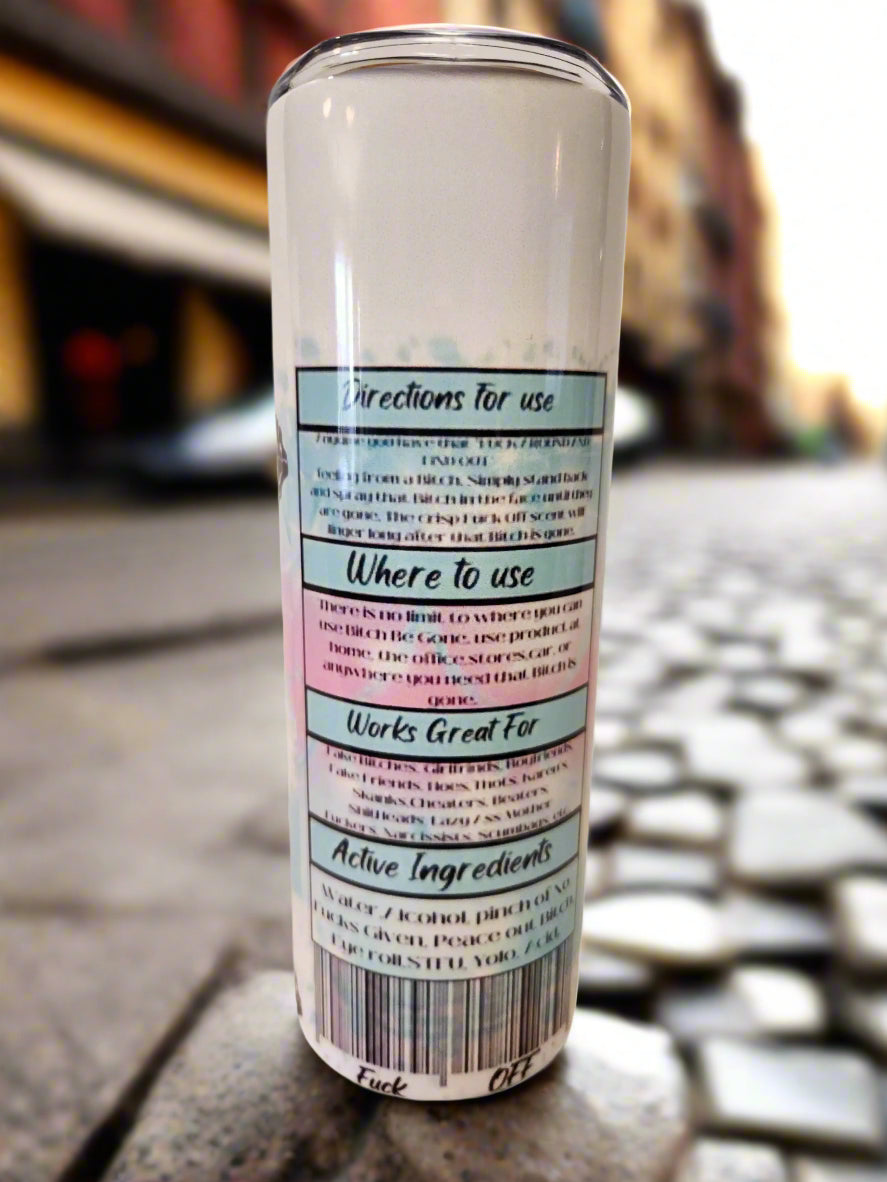 Directions for use
Anytime you have that "FUCK AROUND AND
FIND OUT"
feeling from a Bitch. Simply stand back
and spray that Bitch in the face until they
are gone. The crisp Fuck Off scent will
linger long after that Bitch is gone.
Where to use
There is no limit to where you can
use Bitch Be Gone, use product at
home, the office,stores,car, or
anywhere you need that Bitch is
gone.
Works Great For
Fake Bitches, Girlfrinds, Boyfriends,
Fake Friends, Hoes, Thots, Karen's
Skanks,Cheaters, Beaters
ShitHeads, Lazy Ass Mother
Fuckers, Narcissists, Scumbags, etc.
Active Ingredients
Water, Alcohol, pinch of No
Fucks Given, Peace out Bitch,
Eye roll,STFU, Yolo, Acid,
Fuck OFF